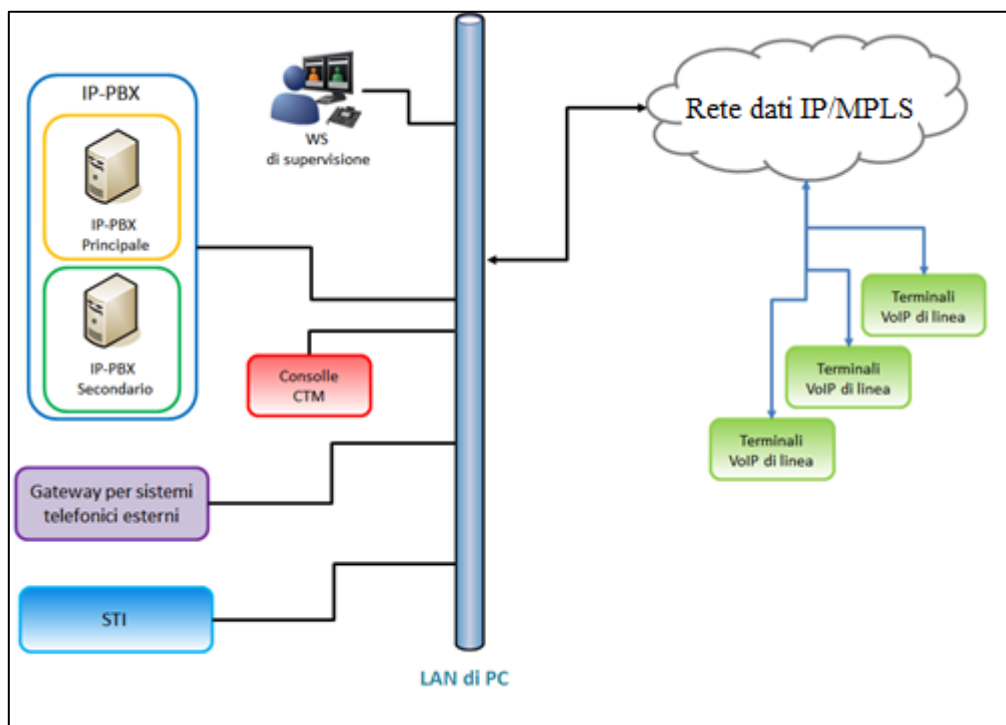 IP-PBX
IP-PBX
Principale
IP-PBX
Secondario
WS
di supervisione
Consolle
CTM
Gateway per sistemi
telefonici esterni
STI
LAN di PC
Rete dati IP/MPLS
Terminali
VoIP di linea
Terminali
VoIP di linea
Terminali
VoIP di linea